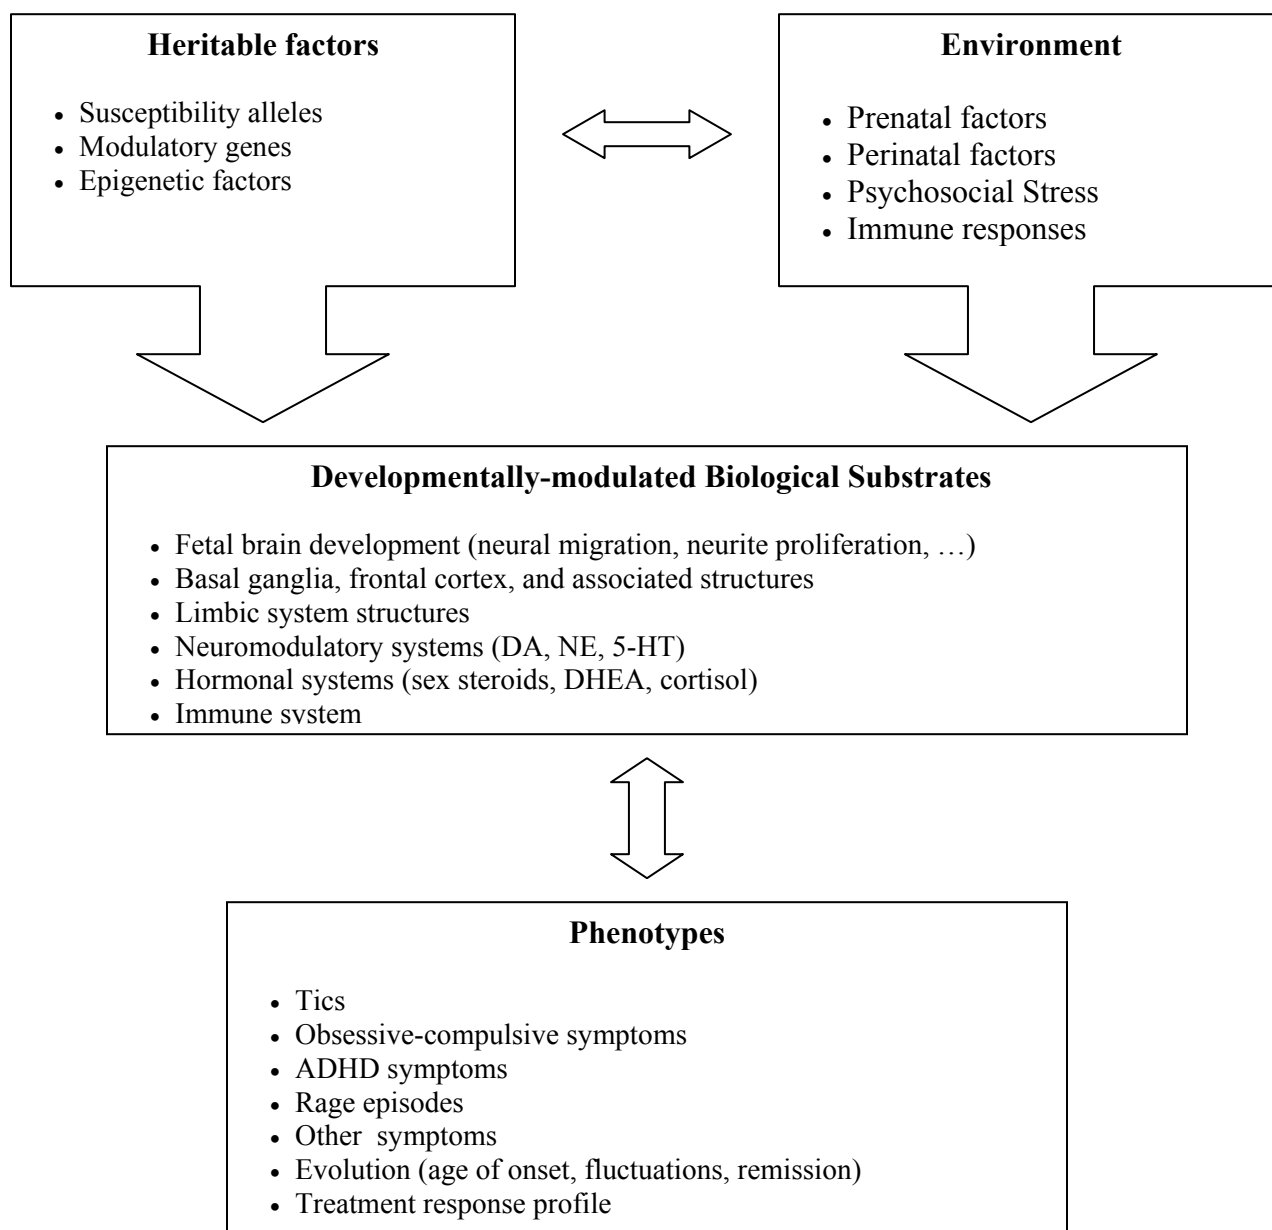 Heritable factors
• Susceptibility alleles
• Modulatory genes
• Epigenetic factors
Environment
• Prenatal factors
• Perinatal factors
• Psychosocial Stress
• Immune responses
Developmentally-modulated Biological Substrates
• Fetal brain development (neural migration, neurite proliferation, …)
• Basal ganglia, frontal cortex, and associated structures
• Limbic system structures
• Neuromodulatory systems (DA, NE, 5-HT)
• Hormonal systems (sex steroids, DHEA, cortisol)
• Immune system
Phenotypes
• Tics
• Obsessive-compulsive symptoms
• ADHD symptoms
• Rage episodes
• Other symptoms
• Evolution (age of onset, fluctuations, remission)
• Treatment response profile